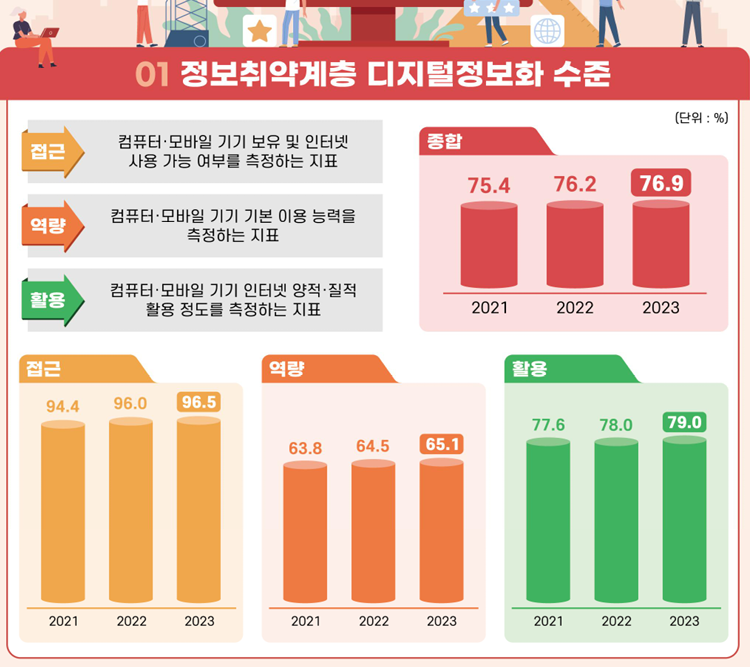 01 정보취약계층 디지털정보화 수준
(단위 : %)
접근
컴퓨터·모바일 기기 보유 및 인터넷
사용 가능 여부를 측정하는 지표
역량
컴퓨터·모바일 기기 기본 이용 능력을
측정하는 지표
활용
컴퓨터·모바일 기기 인터넷 양적·질적
활용 정도를 측정하는 지표
종합
75.4 76.2 76.9
2021 2022 2023
접근
94.4 96.0 96.5
2021 2022 2023
역량
63.8 64.5 65.1
2021 2022 2023
활용
77.6 78.0 79.0
2021 2022 2023